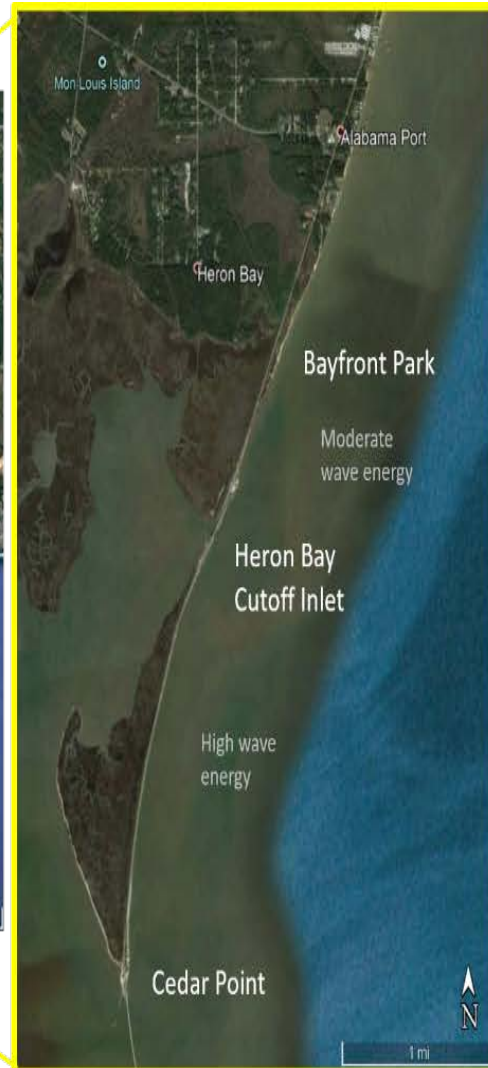 Mon Louis Island
Alabama Port
Heron Bay
Bayfront Park
Moderate
wave energy
Heron Bay
Cutoff Inlet
High wave
energy
Cedar Point
N
1 mi